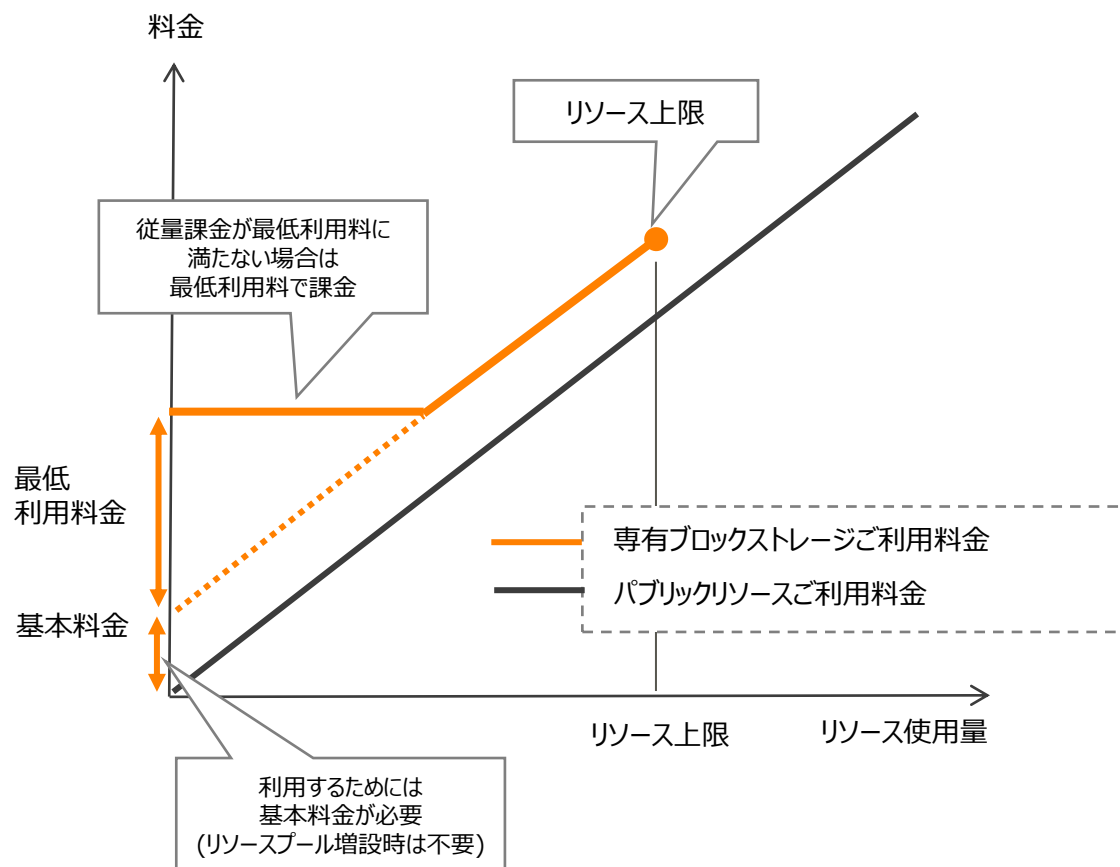 料金
リソース上限
従量課金が最低利用料に
満たない場合は
最低利用料で課金
最低
利用料金
専有ブロックストレージご利用料金
パブリックリソースご利用料金
基本料金
リソース上限
リソース使用量
利用するためには
基本料金が必要
(リソースプール増設時は不要)